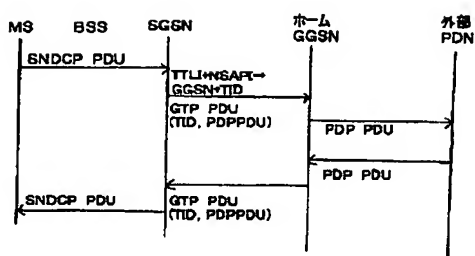 MS BSS SGSN ホーム GGSN 外部 PDN
SNDCP PDU
TTLI+NSAPI→
GGSN+TID
GTP PDU
(TID, PDPPDU)
PDP PDU
PDP PDU
SNDCP PDU
GTP PDU
(TID, PDPPDU)